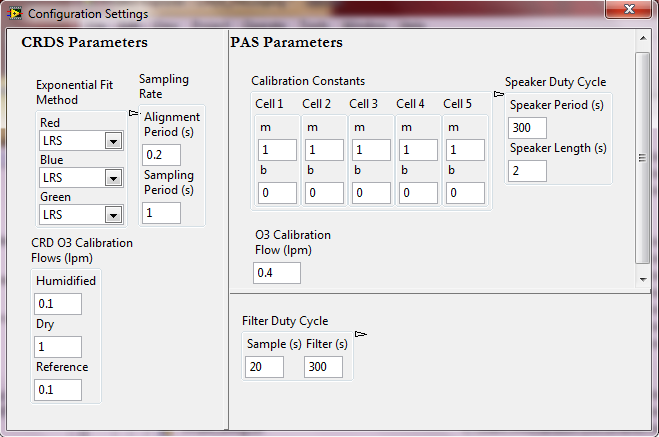 Configuration Settings
CRDS Parameters
Exponential Fit
Method
Red
LRS
Blue
LRS
Green
LRS
Sampling
Rate
Alignment
Period (s)
0.2
Sampling
Period (s)
1
CRD O3 Calibration
Flows (lpm)
Humidified
0.1
Dry
1
Reference
0.1
PAS Parameters
Calibration Constants
Cell 1 Cell 2 Cell 3 Cell 4 Cell 5
m m m m m
1 1 1 1 1
b b b b b
0 0 0 0 0
Speaker Duty Cycle
Speaker Period (s)
300
Speaker Length (s)
2
O3 Calibration
Flow (lpm)
0.4
Filter Duty Cycle
Sample (s) Filter (s)
20 300